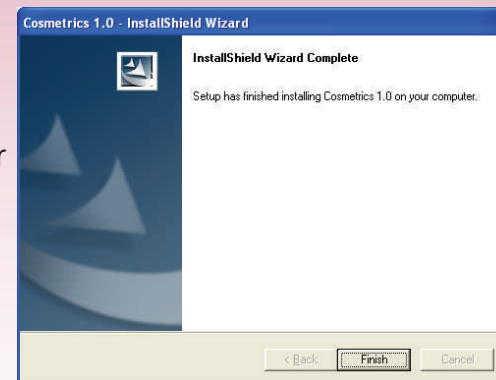 Cosmetrics 1.0 - InstallShield Wizard
InstallShield Wizard Complete
Setup has finished installing Cosmetrics 1.0 on your computer.
r
< Back
Finish
Cancel